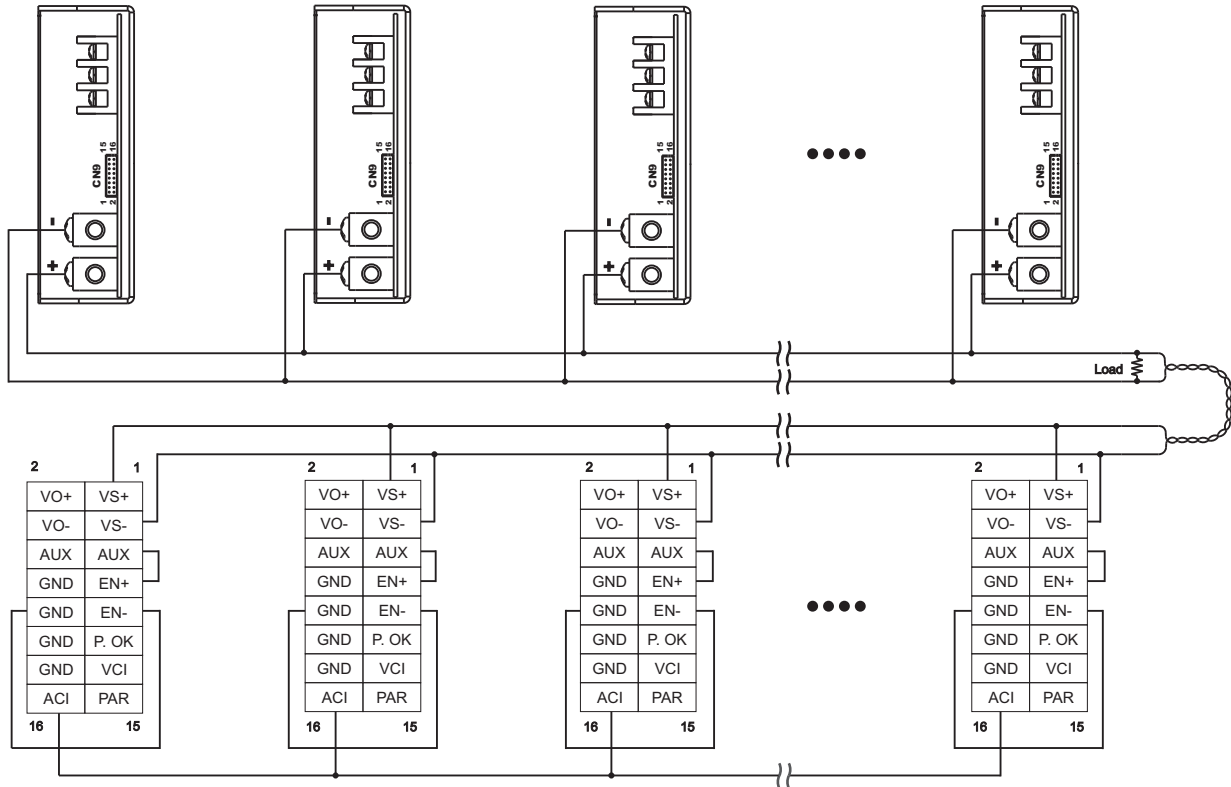 15 16
CN9
1 2
-
+
15 16
CN9
1 2
-
+
15 16
CN9
1 2
-
+
15 16
CN9
1 2
-
+
Load
2 1
VO+ VS+
VO- VS-
AUX AUX
GND EN+
GND EN-
GND P. OK
GND VCI
ACI PAR
16 15
2 1
VO+ VS+
VO- VS-
AUX AUX
GND EN+
GND EN-
GND P. OK
GND VCI
ACI PAR
16 15
2 1
VO+ VS+
VO- VS-
AUX AUX
GND EN+
GND EN-
GND P. OK
GND VCI
ACI PAR
16 15
2 1
VO+ VS+
VO- VS-
AUX AUX
GND EN+
GND EN-
GND P. OK
GND VCI
ACI PAR
16 15